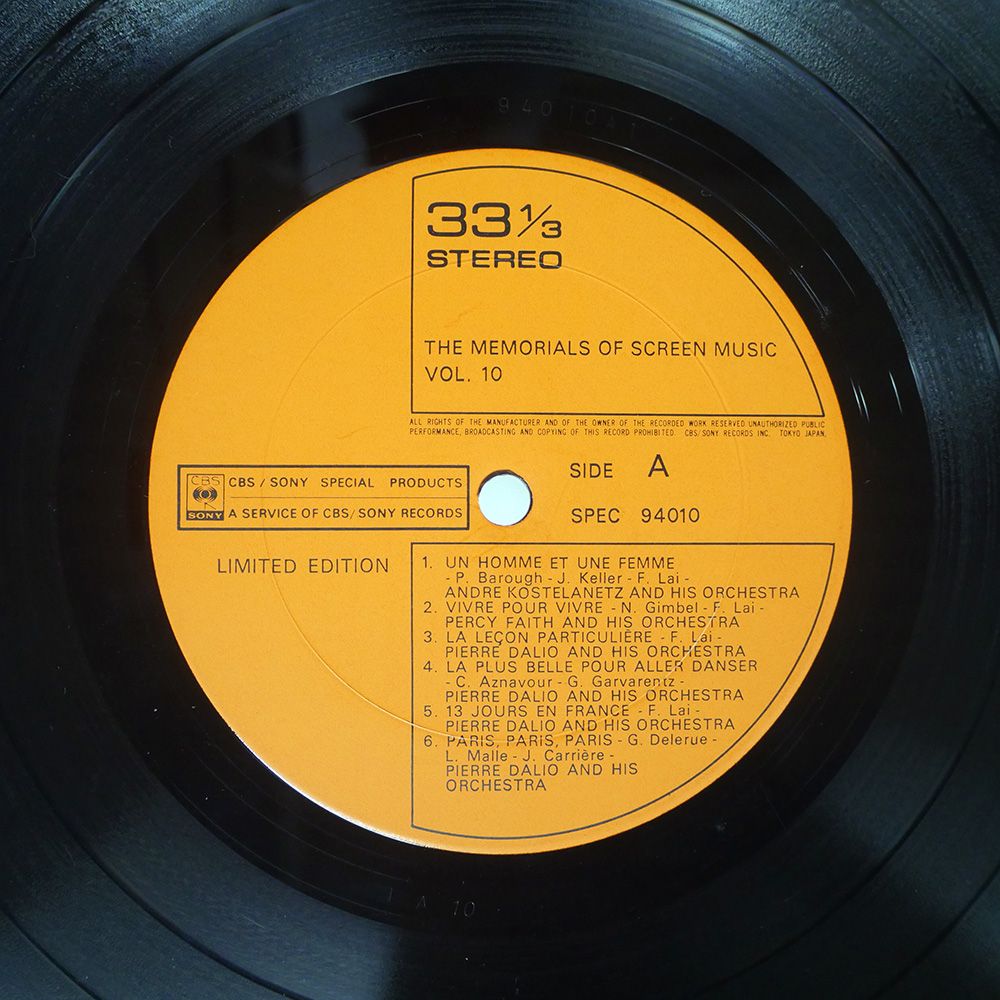 94010A1
33 1/3
STEREO
THE MEMORIALS OF SCREEN MUSIC
VOL. 10
ALL RIGHTS OF THE MANUFACTURER AND OF THE OWNER OF THE RECORDED WORK RESERVED UNAUTHORIZED PUBLIC
PERFORMANCE, BROADCASTING AND COPYING OF THIS RECORD PROHIBITED. CBS/SONY RECORDS INC. TOKYO JAPAN.
SIDE A
SPEC 94010
CBS
SONY
CBS / SONY SPECIAL PRODUCTS
A SERVICE OF CBS/SONY RECORDS
LIMITED EDITION
1. UN HOMME ET UNE FEMME
- P. Barough - J. Keller - F. Lai -
ANDRE KOSTELANETZ AND HIS ORCHESTRA
2. VIVRE POUR VIVRE - N. Gimbel - F. Lai -
PERCY FAITH AND HIS ORCHESTRA
3. LA LEÇON PARTICULIÈRE - F. Lai -
PIERRE DALIO AND HIS ORCHESTRA
4. LA PLUS BELLE POUR ALLER DANSER
- C. Aznavour - G. Garvarentz -
PIERRE DALIO AND HIS ORCHESTRA
5. 13 JOURS EN FRANCE - F. Lai -
PIERRE DALIO AND HIS ORCHESTRA
6. PARIS, PARIS, PARIS - G. Delerue -
L. Malle - J. Carrière -
PIERRE DALIO AND HIS
ORCHESTRA
1 A 10